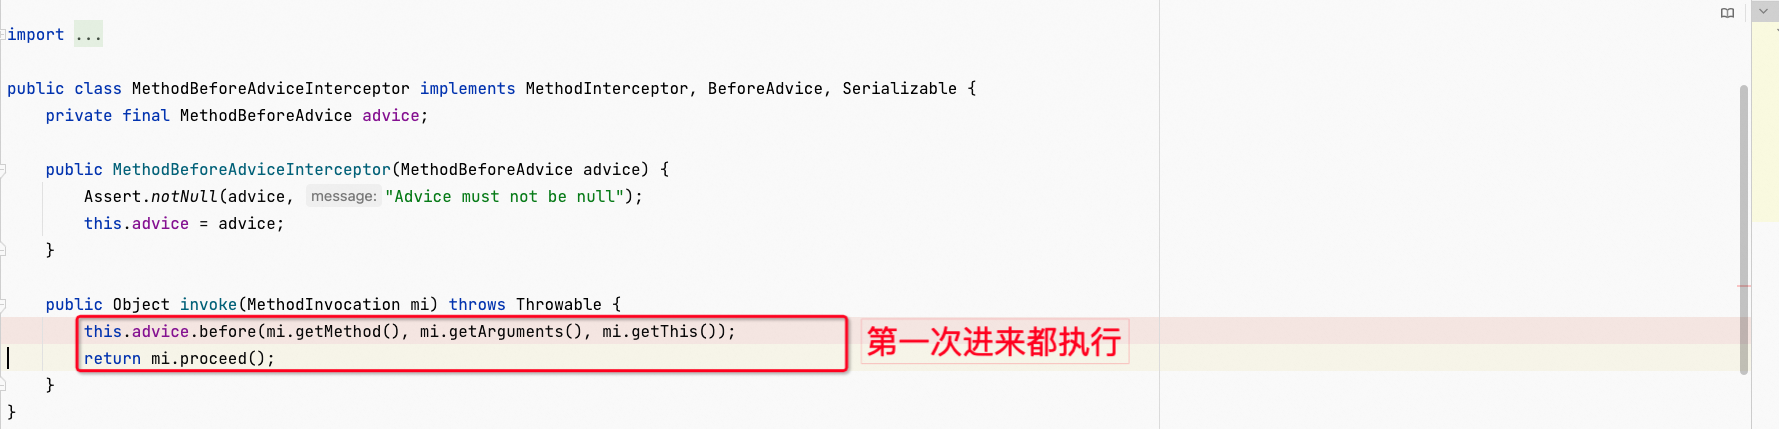 import ...
public class MethodBeforeAdviceInterceptor implements MethodInterceptor, BeforeAdvice, Serializable {
private final MethodBeforeAdvice advice;
public MethodBeforeAdviceInterceptor(MethodBeforeAdvice advice) {
Assert.notNull(advice, message: "Advice must not be null");
this.advice = advice;
}
public Object invoke(MethodInvocation mi) throws Throwable {
this.advice.before(mi.getMethod(), mi.getArguments(), mi.getThis());
第一次进来都执行
return mi.proceed();
}
}